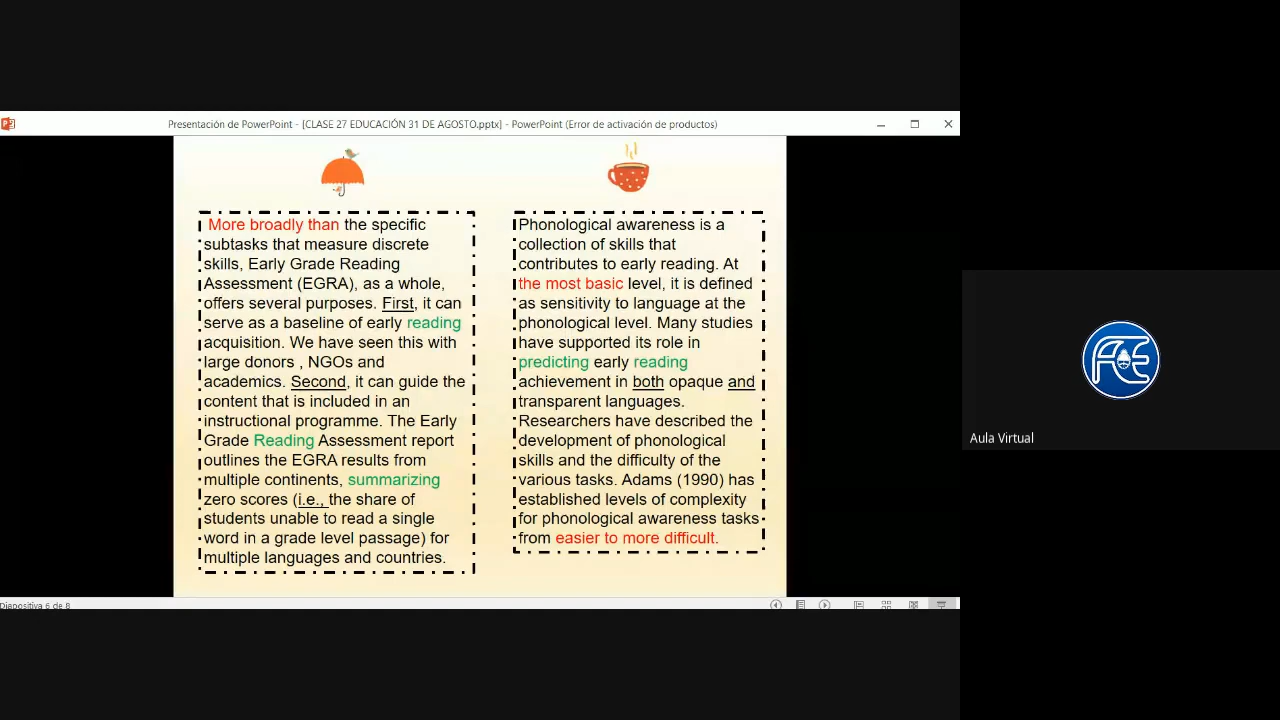 Presentación de PowerPoint - [CLASE 27 EDUCACIÓN 31 DE AGOSTO.pptx] - PowerPoint (Error de activación de productos)
More broadly than the specific
subtasks that measure discrete
skills, Early Grade Reading
Assessment (EGRA), as a whole,
offers several purposes. First, it can
serve as a baseline of early reading
acquisition. We have seen this with
large donors , NGOs and
academics. Second, it can guide the
content that is included in an
instructional programme. The Early
Grade Reading Assessment report
outlines the EGRA results from
multiple continents, summarizing
zero scores (i.e., the share of
students unable to read a single
word in a grade level passage) for
multiple languages and countries.
Phonological awareness is a
collection of skills that
contributes to early reading. At
the most basic level, it is defined
as sensitivity to language at the
phonological level. Many studies
have supported its role in
predicting early reading
achievement in both opaque and
transparent languages.
Researchers have described the
development of phonological
skills and the difficulty of the
various tasks. Adams (1990) has
established levels of complexity
for phonological awareness tasks
from easier to more difficult.
Diapositiva 6 de 8
Aula Virtual